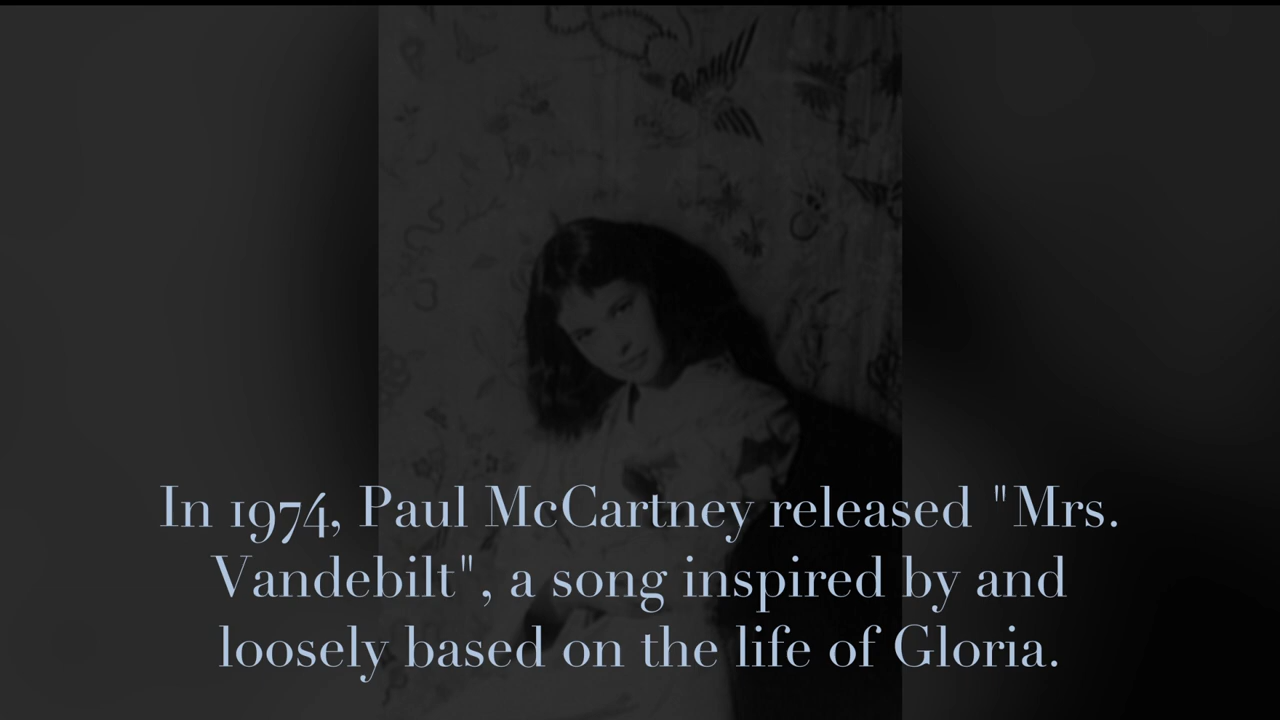 In 1974, Paul McCartney released "Mrs.
Vandebilt", a song inspired by and
loosely based on the life of Gloria.